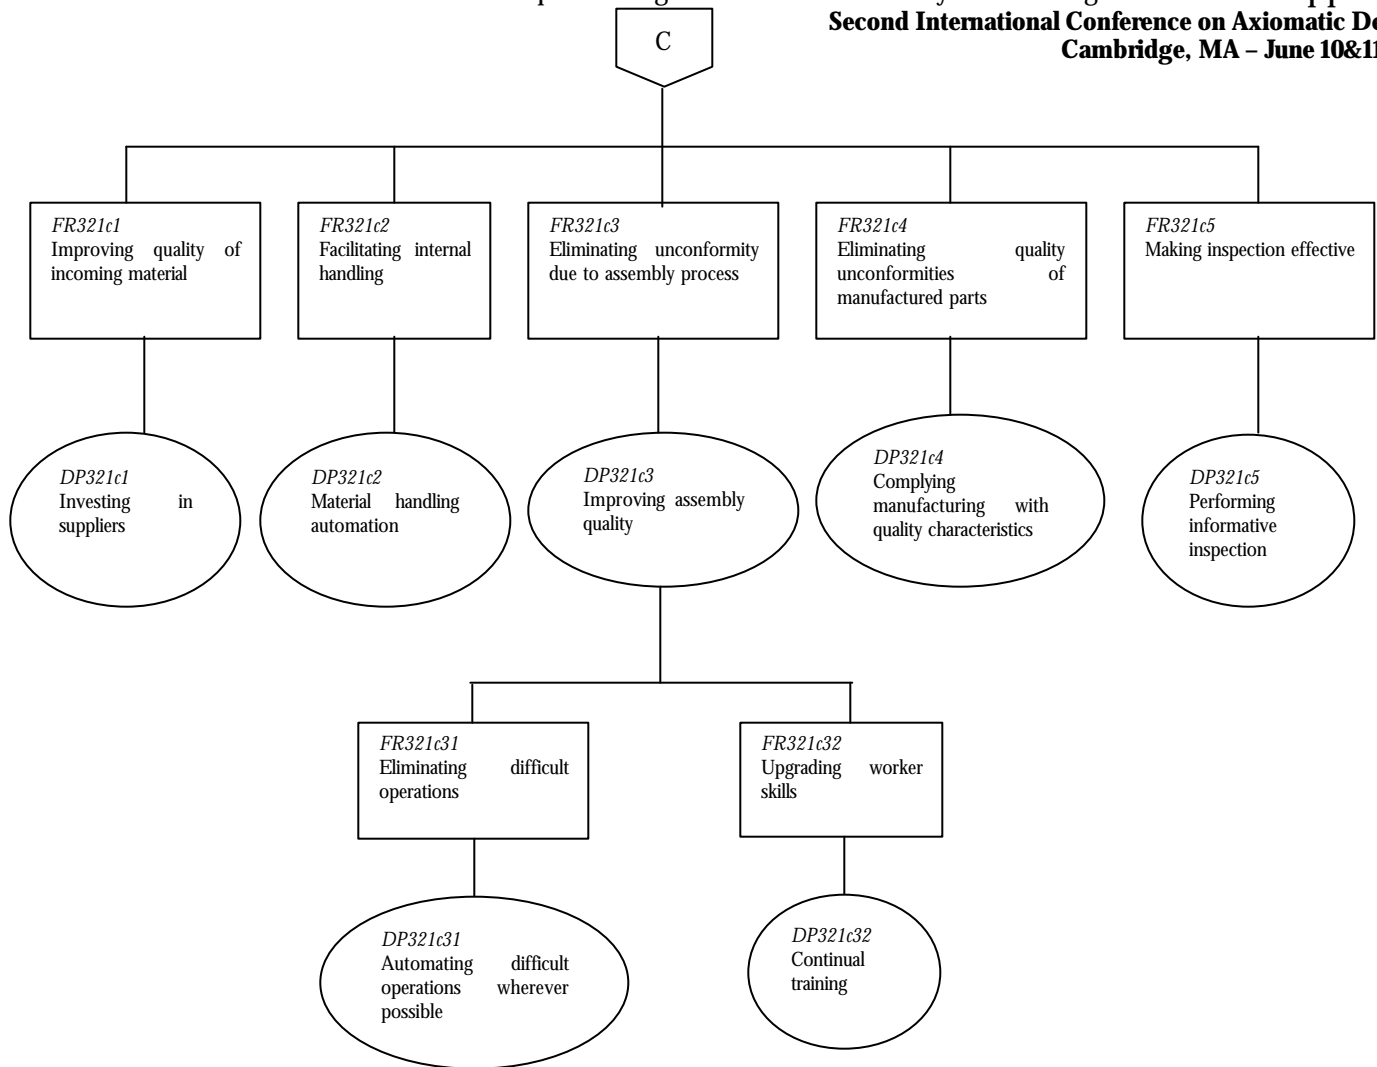 Second International Conference on Axiomatic De
Cambridge, MA – June 10&11
C
FR321c1
Improving quality of
incoming material
FR321c2
Facilitating internal
handling
FR321c3
Eliminating unconformity
due to assembly process
FR321c4
Eliminating quality
unconformities of
manufactured parts
FR321c5
Making inspection effective
DP321c1
Investing in
suppliers
DP321c2
Material handling
automation
DP321c3
Improving assembly
quality
DP321c4
Complying
manufacturing with
quality characteristics
DP321c5
Performing
informative
inspection
FR321c31
Eliminating difficult
operations
FR321c32
Upgrading worker
skills
DP321c31
Automating difficult
operations wherever
possible
DP321c32
Continual
training